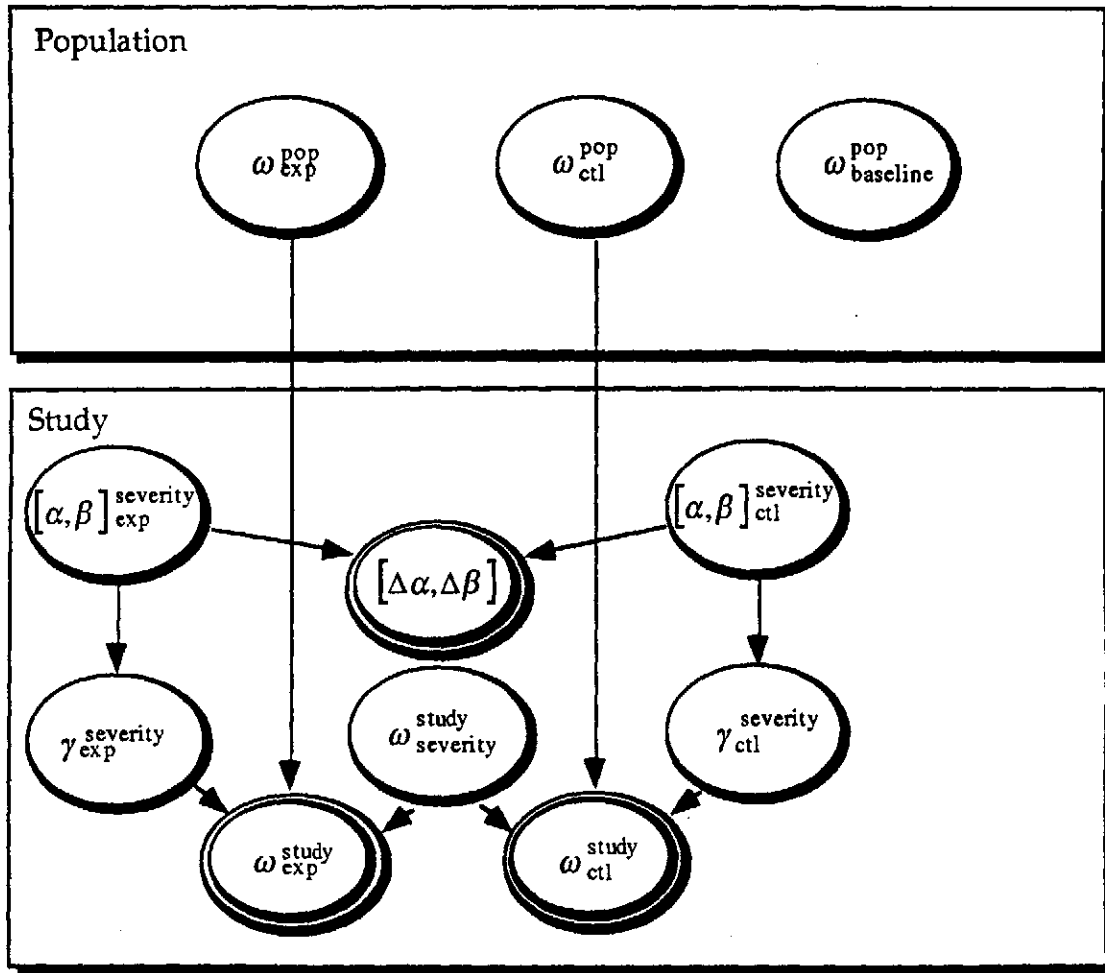 Population
ω pop exp
ω pop ctl
ω pop baseline
Study
[α,β] severity exp
[α,β] severity ctl
[Δα,Δβ]
γ severity exp
ω study severity
γ severity ctl
ω study exp
ω study ctl